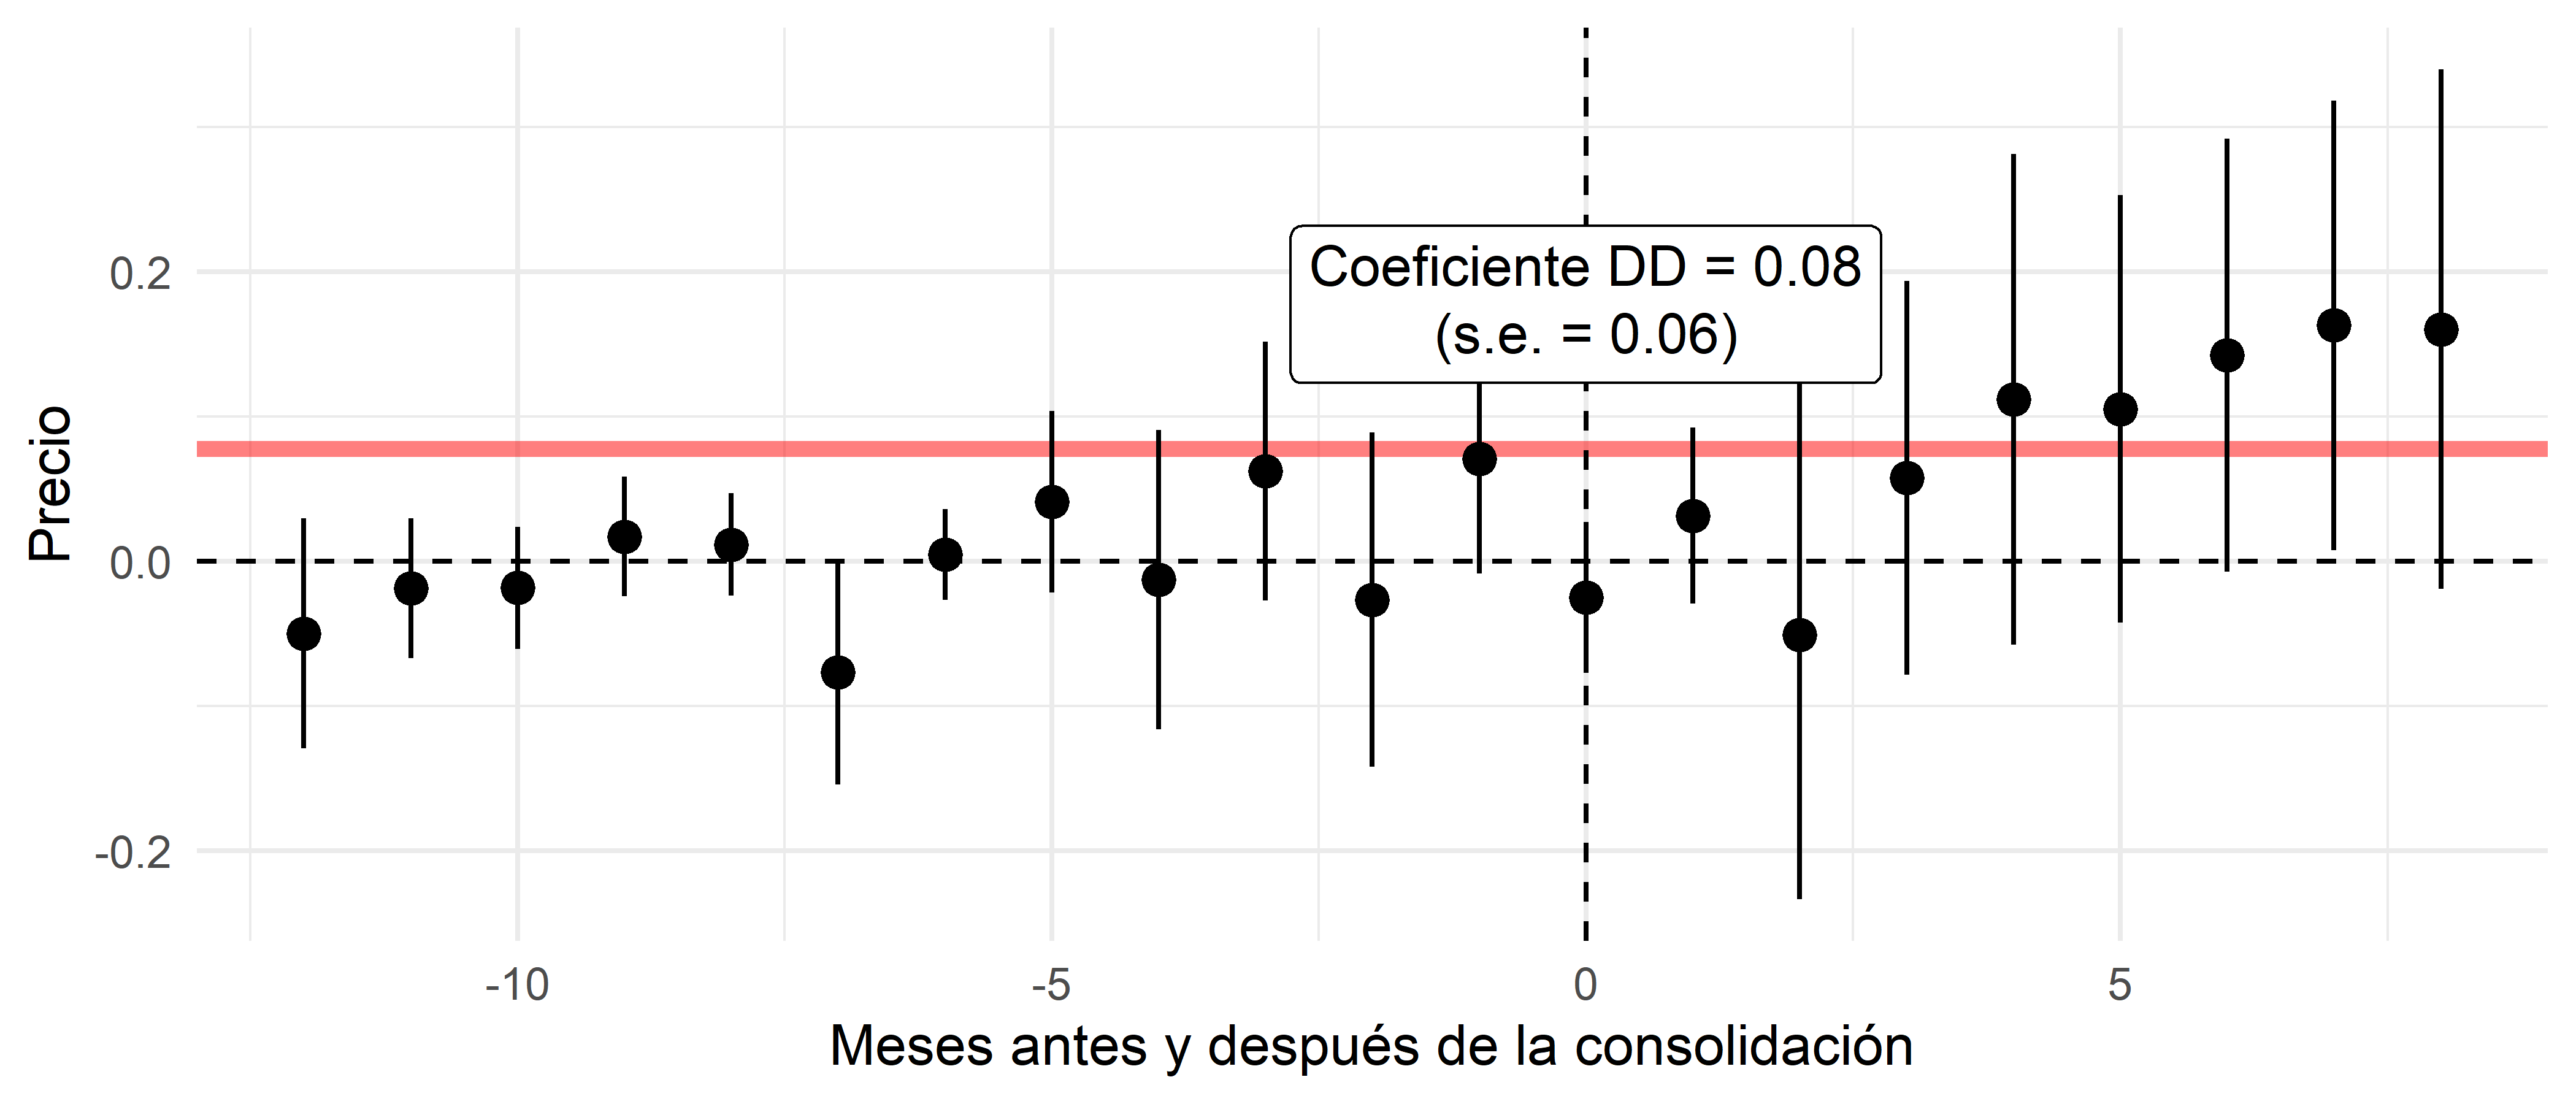 Coeficiente DD = 0.08
(s.e. = 0.06)
Precio
0.2
0.0
-0.2
-10
-5
0
5
Meses antes y después de la consolidación